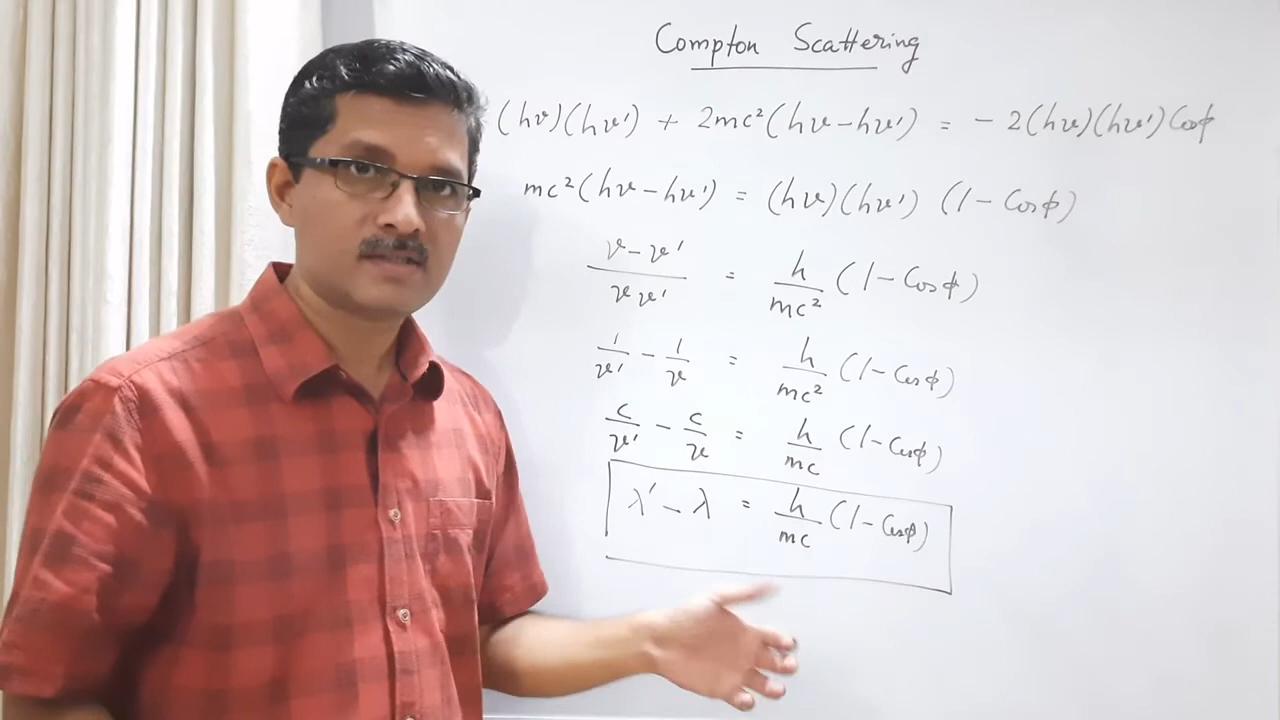 Compton Scattering
(hν)(hν') + 2mc²(hν-hν') = - 2(hν)(hν')Cosϕ
mc²(hν-hν') = (hν)(hν') (1-Cosϕ)
ν-ν'/νν' = h/mc² (1-Cosϕ)
1/ν' - 1/ν = h/mc² (1-Cosϕ)
c/ν' - c/ν = h/mc (1-Cosϕ)
λ' - λ = h/mc (1-Cosϕ)